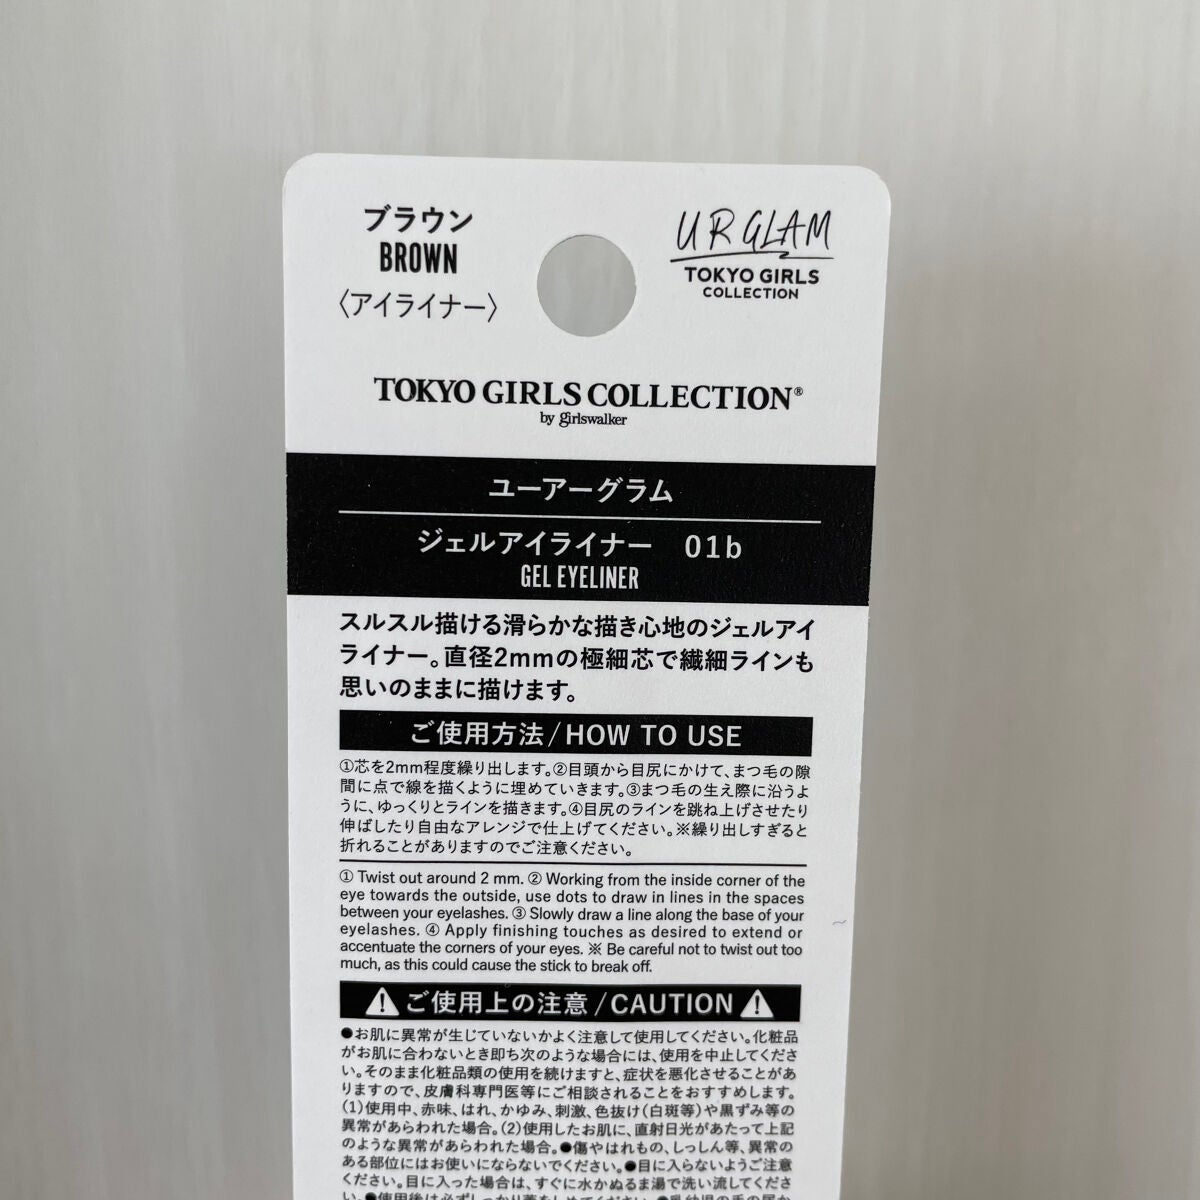 ブラウン
BROWN
〈アイライナー〉
UR GLAM
TOKYO GIRLS
COLLECTION
TOKYO GIRLS COLLECTION®
by girlswalker
ユーアーグラム
ジェルアイライナー 01b
GEL EYELINER
スルスル描ける滑らかな描き心地のジェルアイ
ライナー。直径2mmの極細芯で繊細ラインも
思いのままに描けます。
ご使用方法/HOW TO USE
①芯を2mm程度繰り出します。②目頭から目尻にかけて、まつ毛の隙
間に点で線を描くように埋めていきます。③まつ毛の生え際に沿うよ
うに、ゆっくりとラインを描きます。④目尻のラインを跳ね上げさせたり
伸ばしたり自由なアレンジで仕上げてください。※繰り出しすぎると
折れることがありますのでご注意ください。
① Twist out around 2 mm. ② Working from the inside corner of the
eye towards the outside, use dots to draw in lines in the spaces
between your eyelashes. ③ Slowly draw a line along the base of your
eyelashes. ④ Apply finishing touches as desired to extend or
accentuate the corners of your eyes. ※ Be careful not to twist out too
much, as this could cause the stick to break off.
ご使用上の注意/CAUTION
●お肌に異常が生じていないかよく注意して使用してください。化粧品
がお肌に合わないとき即ち次のような場合には、使用を中止してくださ
い。そのまま化粧品類の使用を続けますと、症状を悪化させることがあ
りますので、皮膚科専門医等にご相談されることをおすすめします。
(1)使用中、赤味、はれ、かゆみ、刺激、色抜け(白斑等)や黒ずみ等の
異常があらわれた場合。(2)使用したお肌に、直射日光があたって上記
のような異常があらわれた場合。●傷やはれもの、しっしん等、異常の
ある部位にはお使いにならないでください。●目に入らないようご注意
ください。目に入った場合は、すぐに水かぬるま湯で洗い流してくださ
い。●使用後は必ずしっかり蓋をしめてください。●乳幼児の手の届か